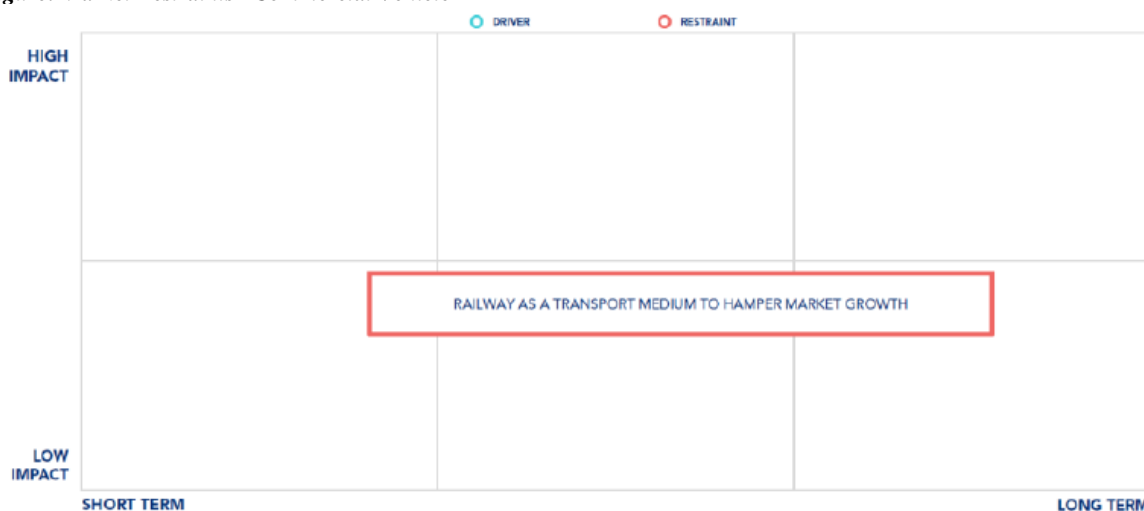 DRIVER RESTRAINT
HIGH
IMPACT
RAILWAY AS A TRANSPORT MEDIUM TO HAMPER MARKET GROWTH
LOW
IMPACT
SHORT TERM LONG TERM